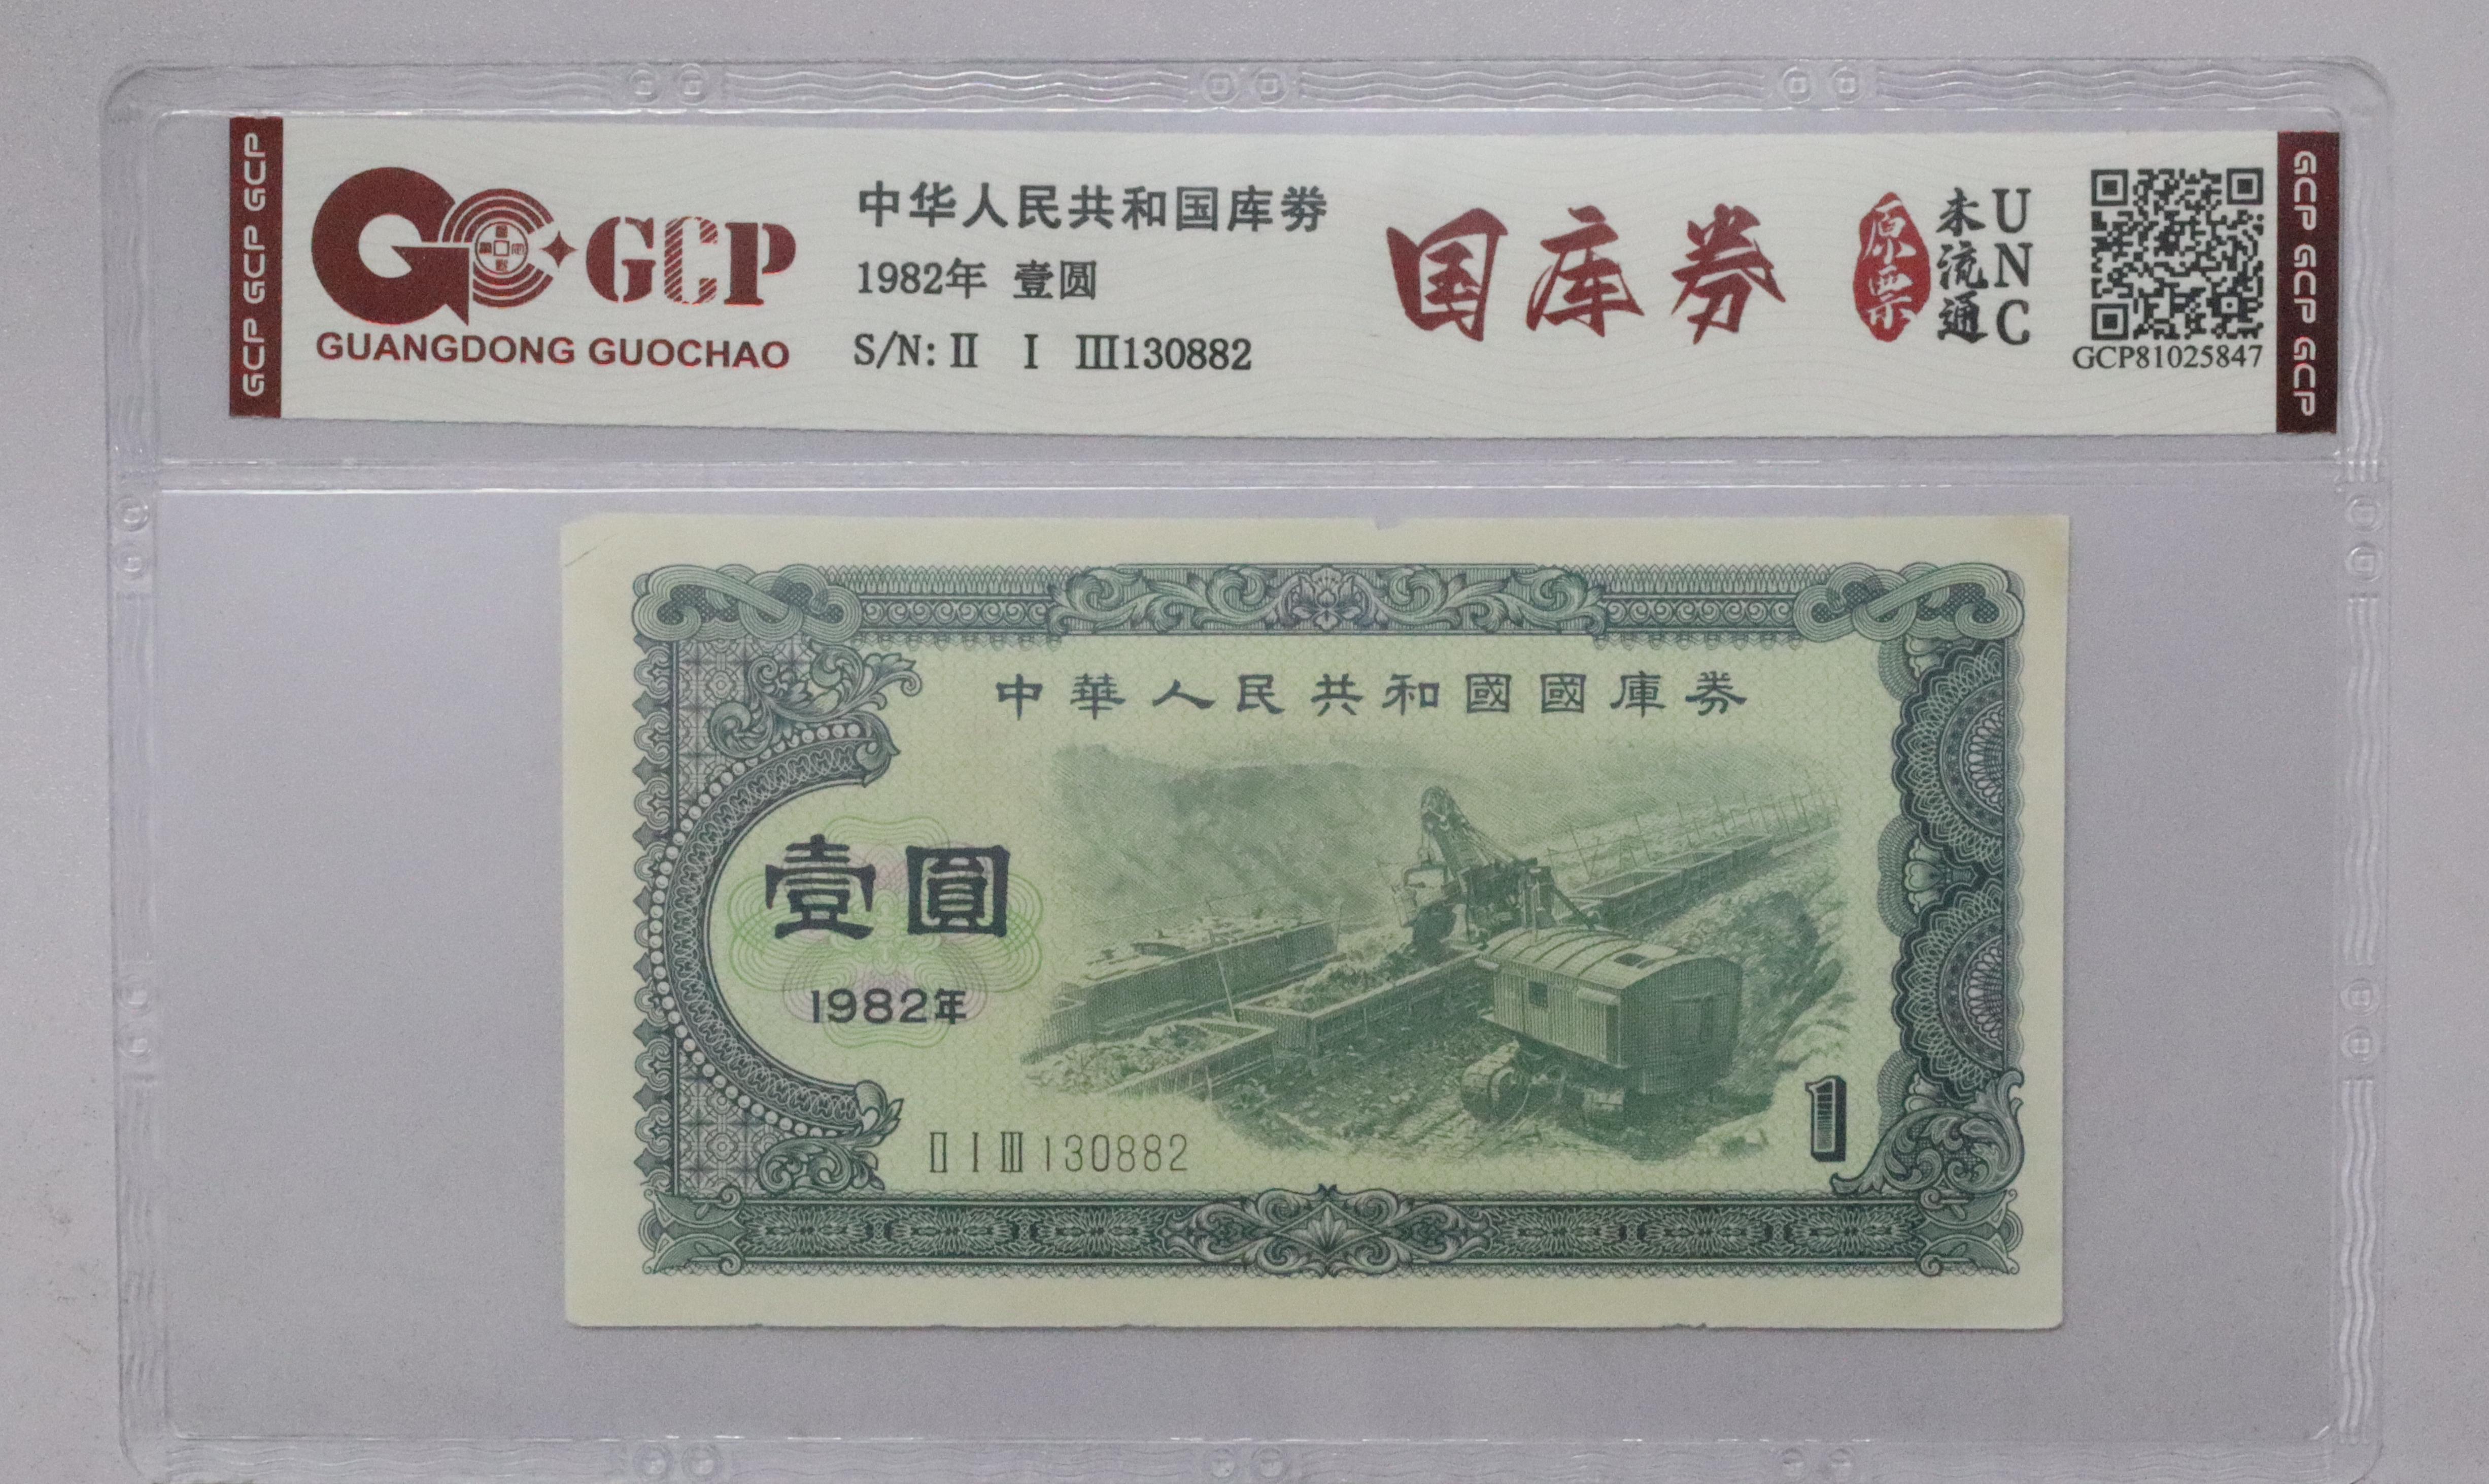 GCP GCP GCP
GCP
GUANGDONG GUOCHAO
中华人民共和国库券
1982年 壹圆
S/N: Ⅱ Ⅰ Ⅲ130882
国库券
原票
未流通
UNC
GCP81025847
GCP GCP GCP
中華人民共和國國庫券
壹圓
1982年
Ⅱ Ⅰ Ⅲ 130882
1